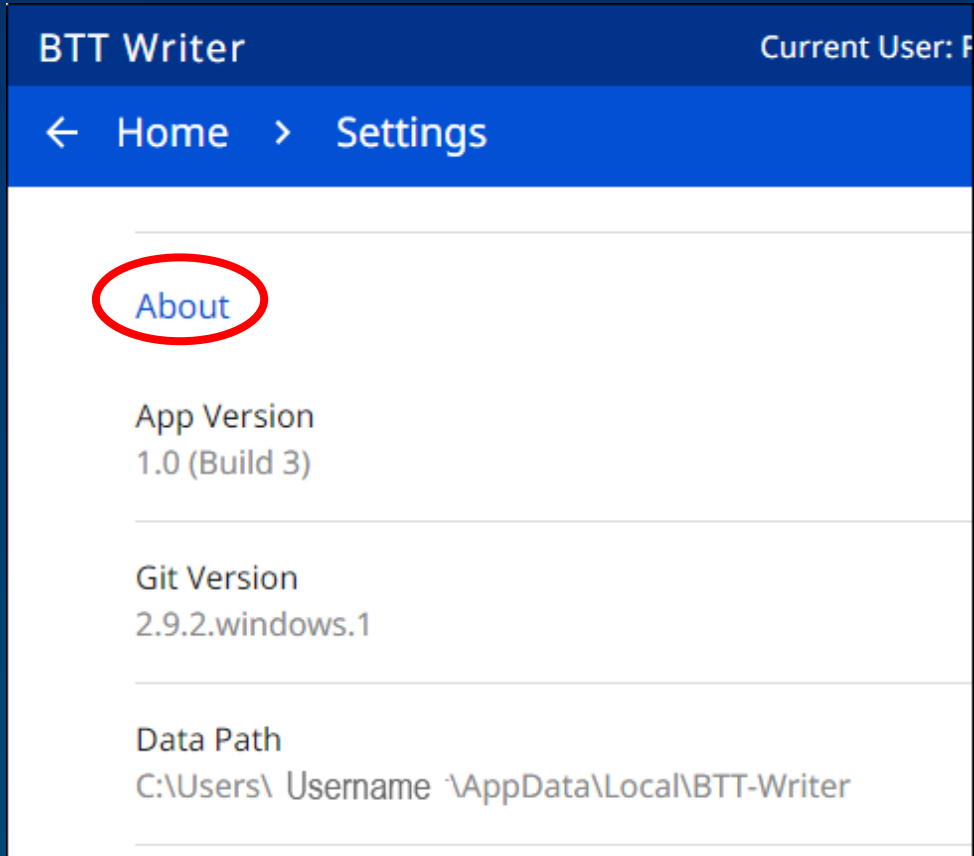 BTT Writer
Current User:
← Home > Settings
About
App Version
1.0 (Build 3)
Git Version
2.9.2.windows.1
Data Path
C:\Users\ Username \AppData\Local\BTT-Writer